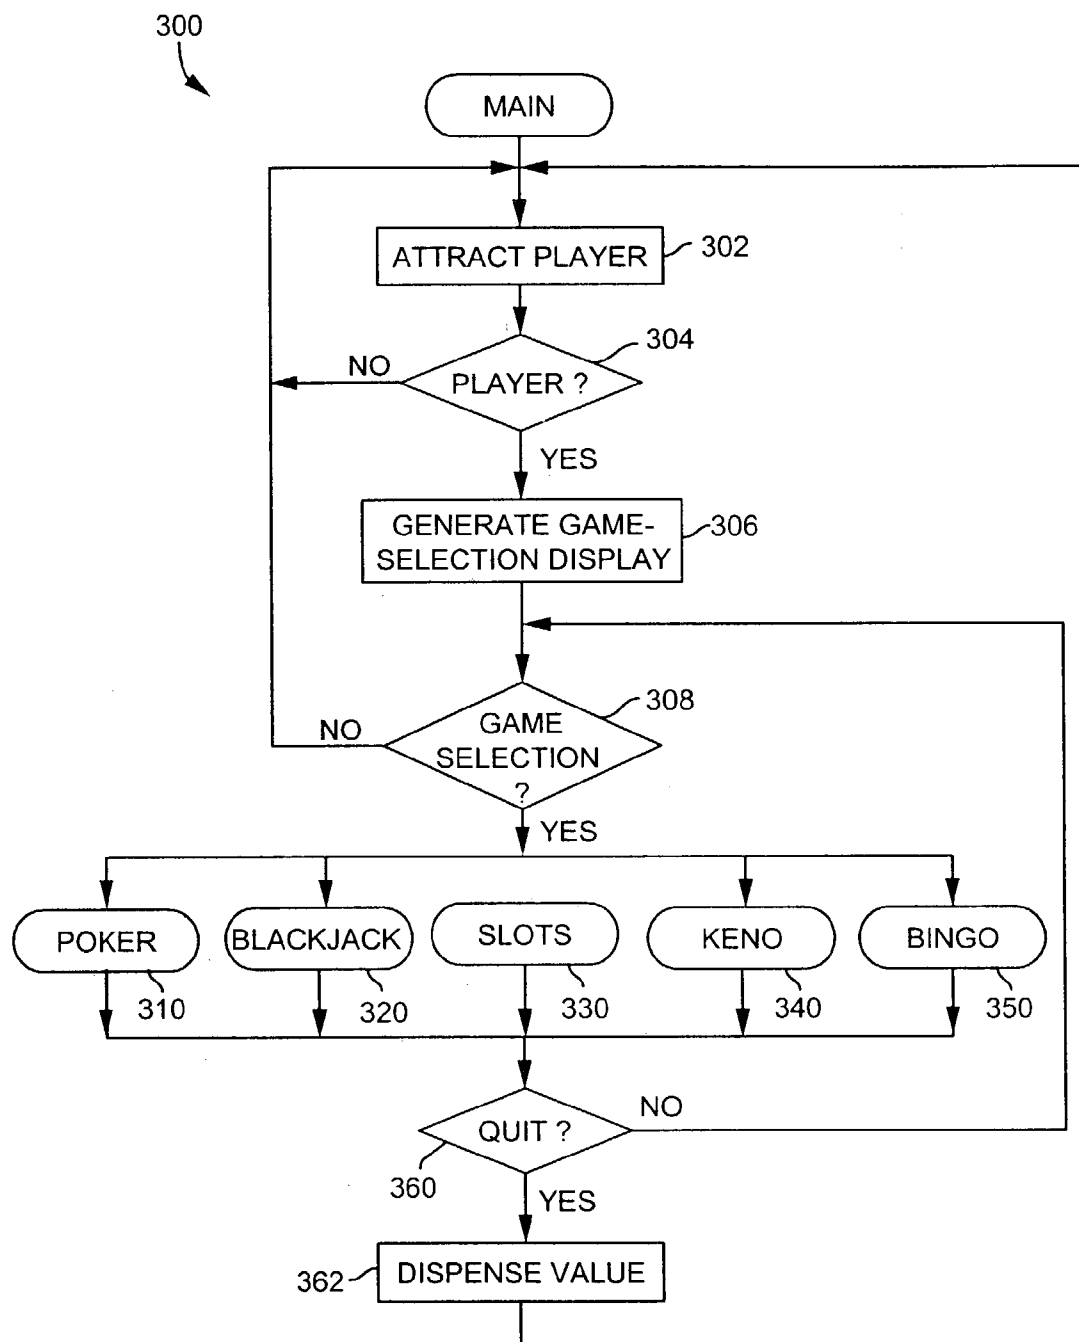 300
MAIN
ATTRACT PLAYER
302
304
NO
PLAYER ?
YES
GENERATE GAME-
SELECTION DISPLAY
306
308
NO
GAME
SELECTION
?
YES
POKER
BLACKJACK
SLOTS
KENO
BINGO
310
320
330
340
350
NO
QUIT ?
360
YES
362
DISPENSE VALUE